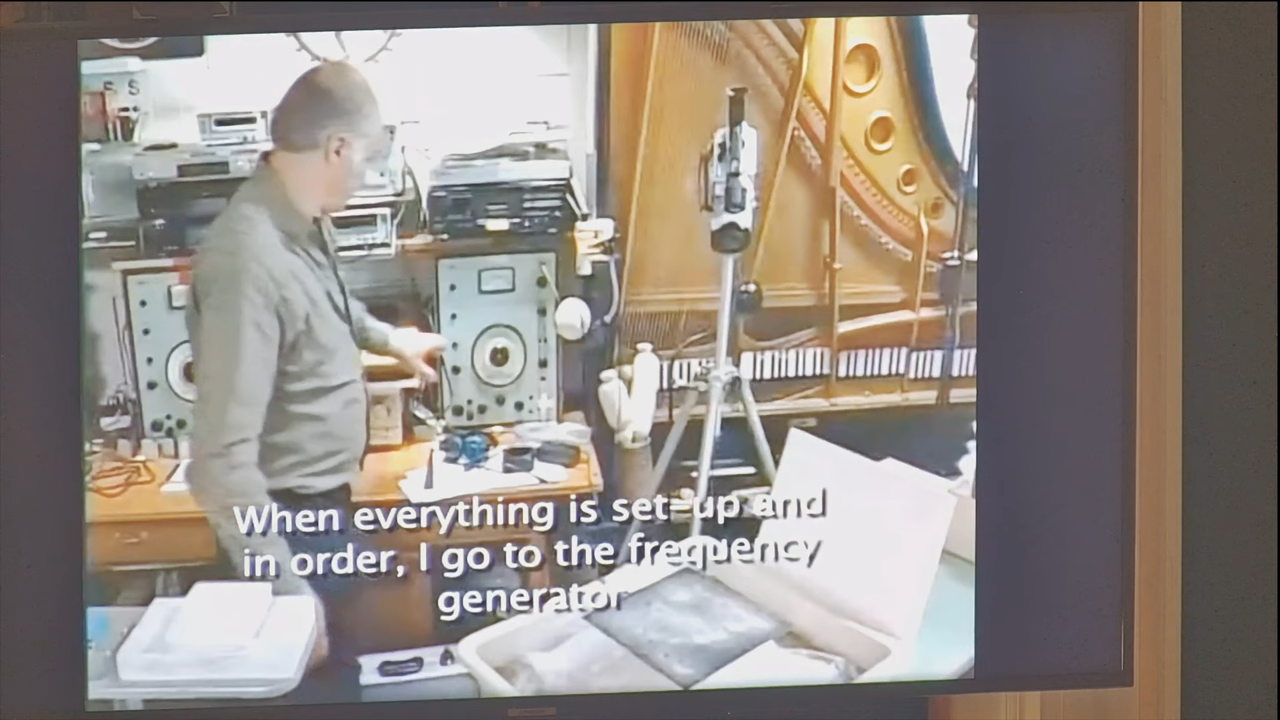 When everything is set-up and
in order, I go to the frequency
generator